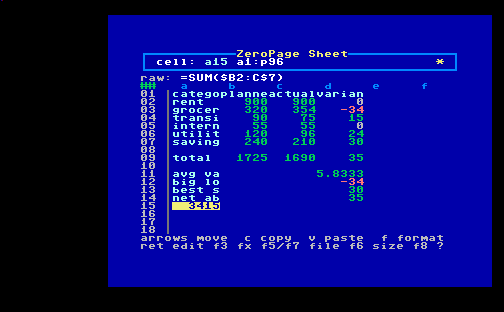 ZeroPage Sheet
cell: a15 a1:p96 *
raw: =SUM($B2:C$7)
## a b c d e f
01 categoplanneactualvarian
02 rent 900 900 0
03 grocer 320 354 -34
04 transi 90 75 15
05 intern 55 55 0
06 utilit 120 96 24
07 saving 240 210 30
08
09 total 1725 1690 35
10
11 avg va 5.8333
12 big lo -34
13 best s 30
14 net ab 35
15 3415
16
17
18
arrows move c copy v paste f format
ret edit f3 fx f5/f7 file f6 size f8 ?